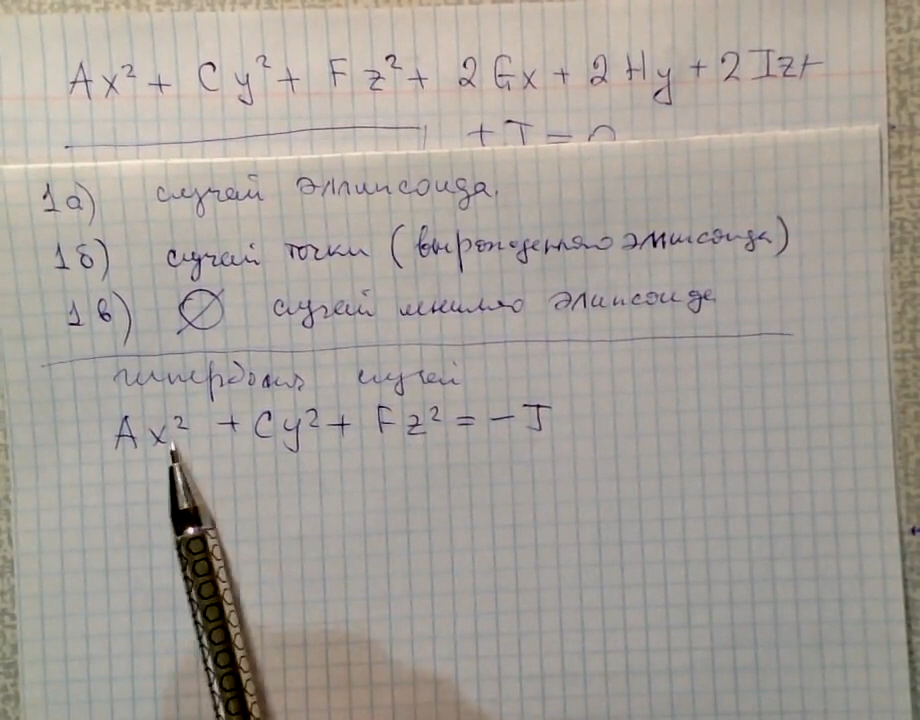 Ax² + Cy² + Fz² + 2Gx + 2Hy + 2Iz +
+ J = 0
1а) случай эллипсоида.
1б) случай точки (вырожденного эллипсоида)
1в) ∅ случай мнимого эллипсоида
случай
Ax² + Cy² + Fz² = -J